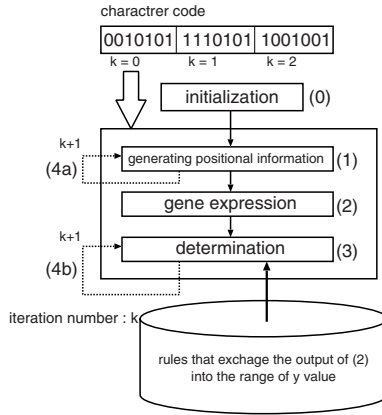 charactrer code
0010101 1110101 1001001
k = 0 k = 1 k = 2
initialization (0)
k+1
generating positional information (1)
(4a)
gene expression (2)
k+1
determination (3)
(4b)
iteration number : k
rules that exchage the output of (2)
into the range of y value